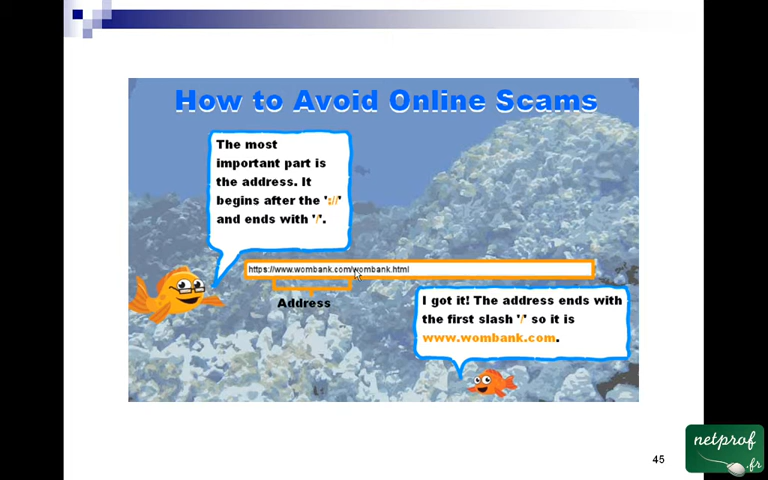 How to Avoid Online Scams
The most
important part is
the address. It
begins after the '://'
and ends with '/'.
https://www.wombank.com/wombank.html
Address
I got it! The address ends with
the first slash '/' so it is
www.wombank.com.
45
netprof
.fr